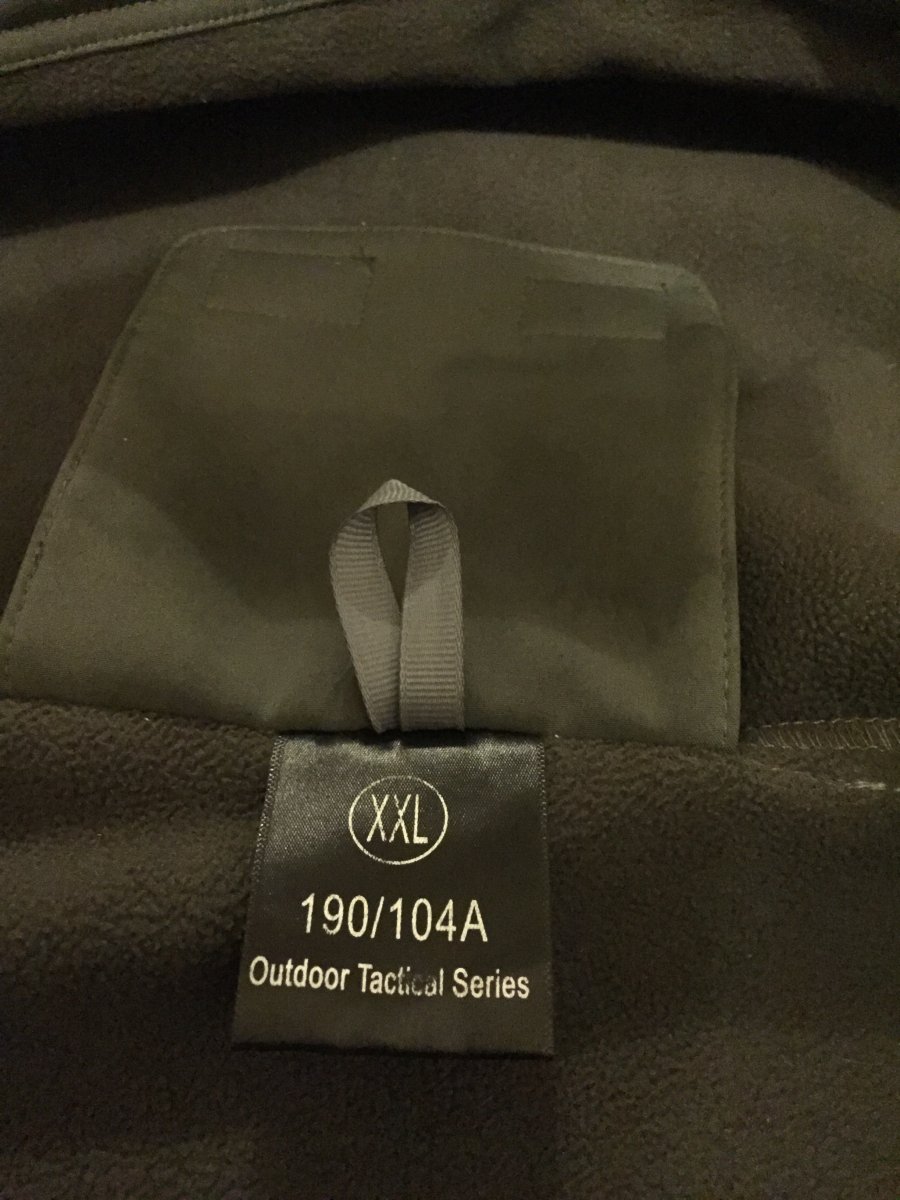 XXL
190/104A
Outdoor Tactical Series